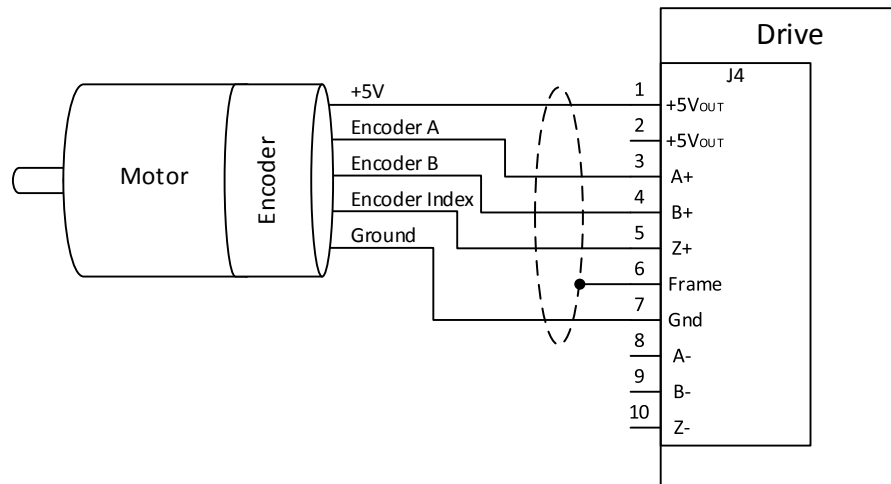 Drive
J4
+5V
1
+5VOUT
2
+5VOUT
Encoder A
3
A+
Encoder B
4
B+
Encoder Index
5
Z+
6
Frame
Ground
7
Gnd
8
A-
9
B-
10
Z-
Motor
Encoder